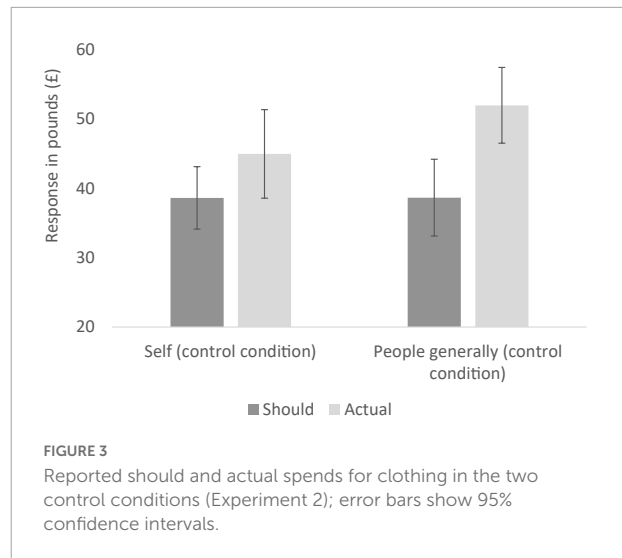 60
50
40
30
20
Response in pounds (£)
Self (control condition)
People generally (control
condition)
Should Actual
FIGURE 3
Reported should and actual spends for clothing in the two
control conditions (Experiment 2); error bars show 95%
confidence intervals.